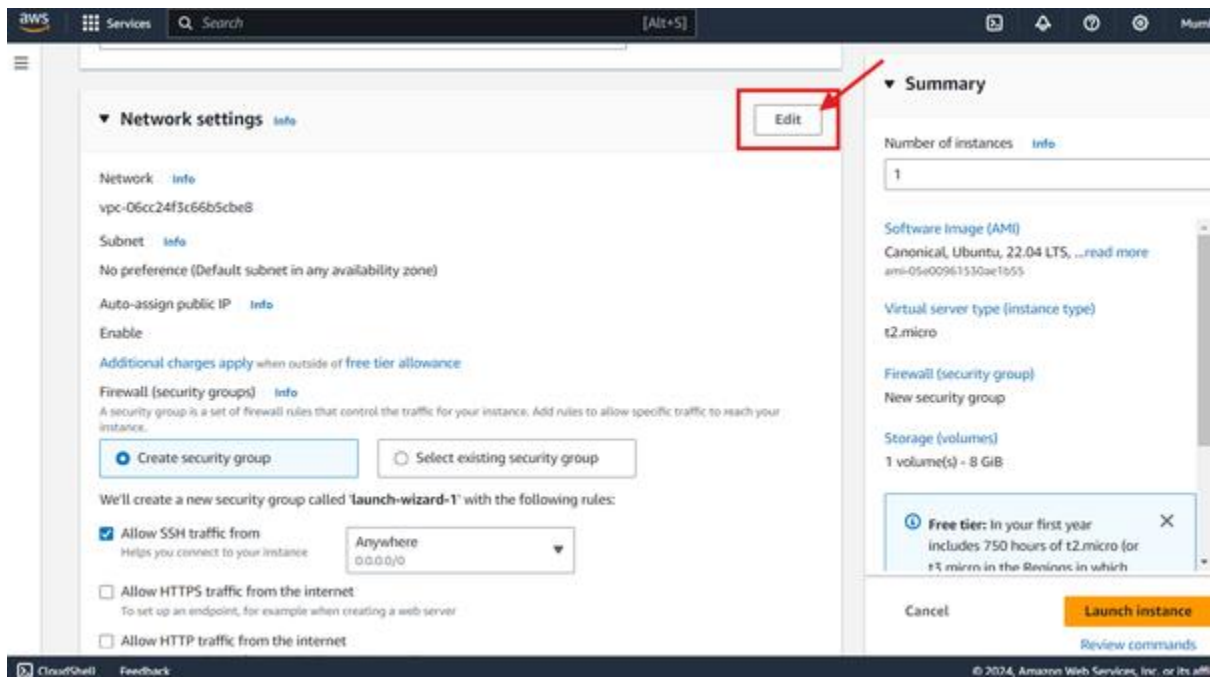 aws Services Search [Alt+S]
Network settings Info
Edit
Network Info
vpc-06cc24f3c66b5cbe8
Subnet Info
No preference (Default subnet in any availability zone)
Auto-assign public IP Info
Enable
Additional charges apply when outside of free tier allowance
Firewall (security groups) Info
A security group is a set of firewall rules that control the traffic for your instance. Add rules to allow specific traffic to reach your
instance.
Create security group
Select existing security group
We'll create a new security group called 'launch-wizard-1' with the following rules:
Allow SSH traffic from
Helps you connect to your instance
Anywhere
0.0.0.0/0
Allow HTTPS traffic from the internet
To set up an endpoint, for example when creating a web server
Allow HTTP traffic from the internet
Summary
Number of instances Info
1
Software Image (AMI)
Canonical, Ubuntu, 22.04 LTS, ...read more
ami-05e00961530ae1b55
Virtual server type (instance type)
t2.micro
Firewall (security group)
New security group
Storage (volumes)
1 volume(s) - 8 GiB
Free tier: In your first year
includes 750 hours of t2.micro (or
t3.micro in the Regions in which
Cancel
Launch instance
Review commands
CloudShell Feedback
© 2024, Amazon Web Services, Inc. or its